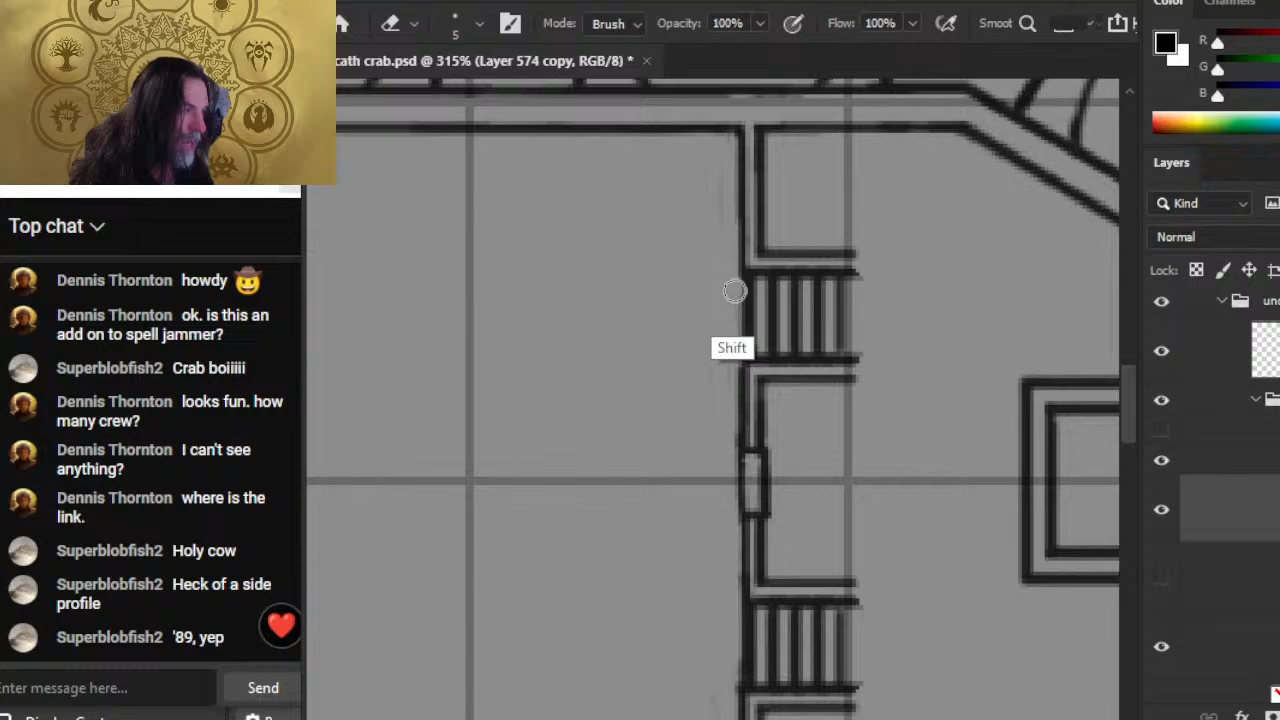 5
Mode: Brush
Opacity: 100%
Flow: 100%
Smoot
cath crab.psd @ 315% (Layer 574 copy, RGB/8) *
Color
Channels
R
G
B
Layers
Kind
Normal
Lock:
Shift
Top chat
Dennis Thornton howdy
Dennis Thornton ok. is this an
add on to spell jammer?
Superblobfish2 Crab boiiiii
Dennis Thornton looks fun. how
many crew?
Dennis Thornton I can't see
anything?
Dennis Thornton where is the
link.
Superblobfish2 Holy cow
Superblobfish2 Heck of a side
profile
Superblobfish2 '89, yep
Enter message here...
Send